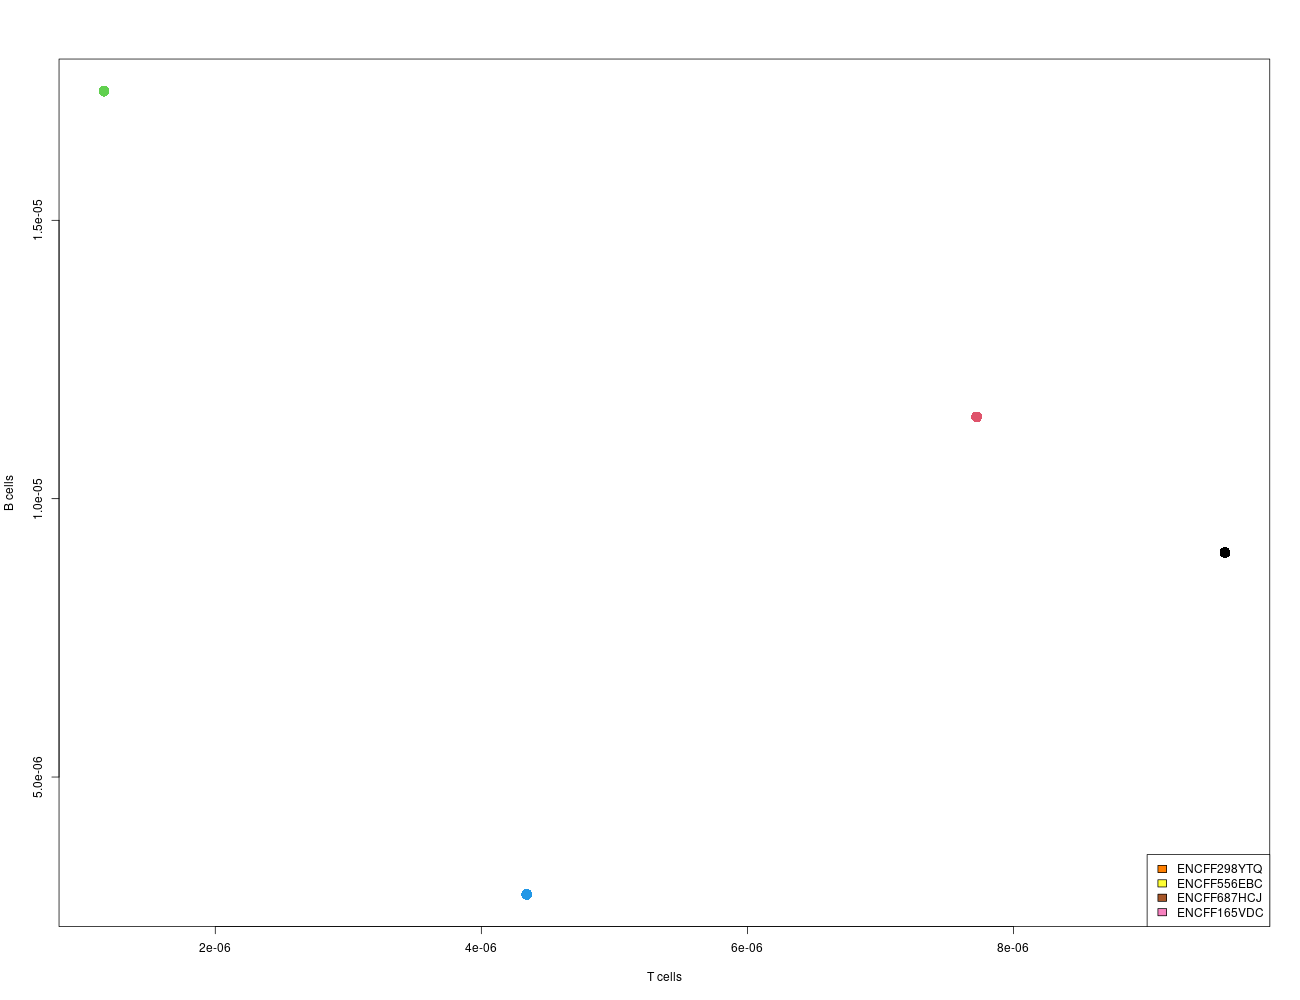 1.5e-05
1.0e-05
5.0e-06
B cells
2e-06
4e-06
6e-06
8e-06
T cells
ENCFF298YTQ
ENCFF556EBC
ENCFF687HCJ
ENCFF165VDC